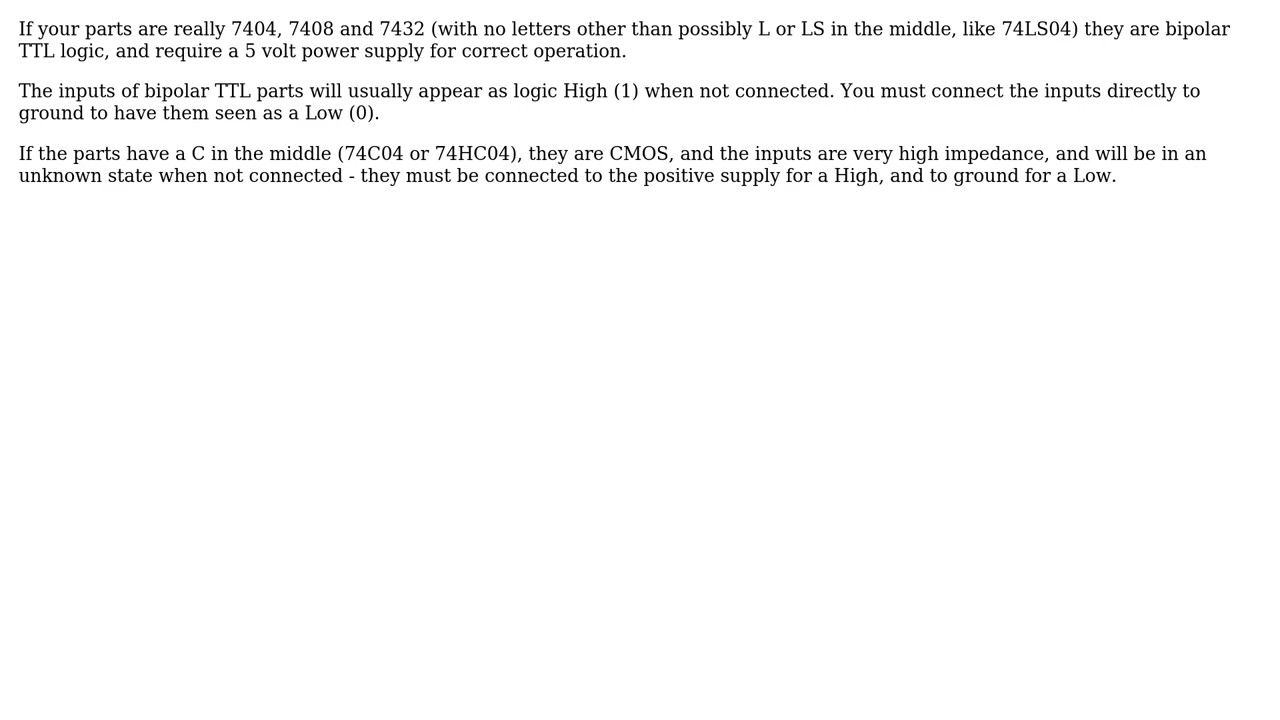 If your parts are really 7404, 7408 and 7432 (with no letters other than possibly L or LS in the middle, like 74LS04) they are bipolar
TTL logic, and require a 5 volt power supply for correct operation.
The inputs of bipolar TTL parts will usually appear as logic High (1) when not connected. You must connect the inputs directly to
ground to have them seen as a Low (0).
If the parts have a C in the middle (74C04 or 74HC04), they are CMOS, and the inputs are very high impedance, and will be in an
unknown state when not connected - they must be connected to the positive supply for a High, and to ground for a Low.